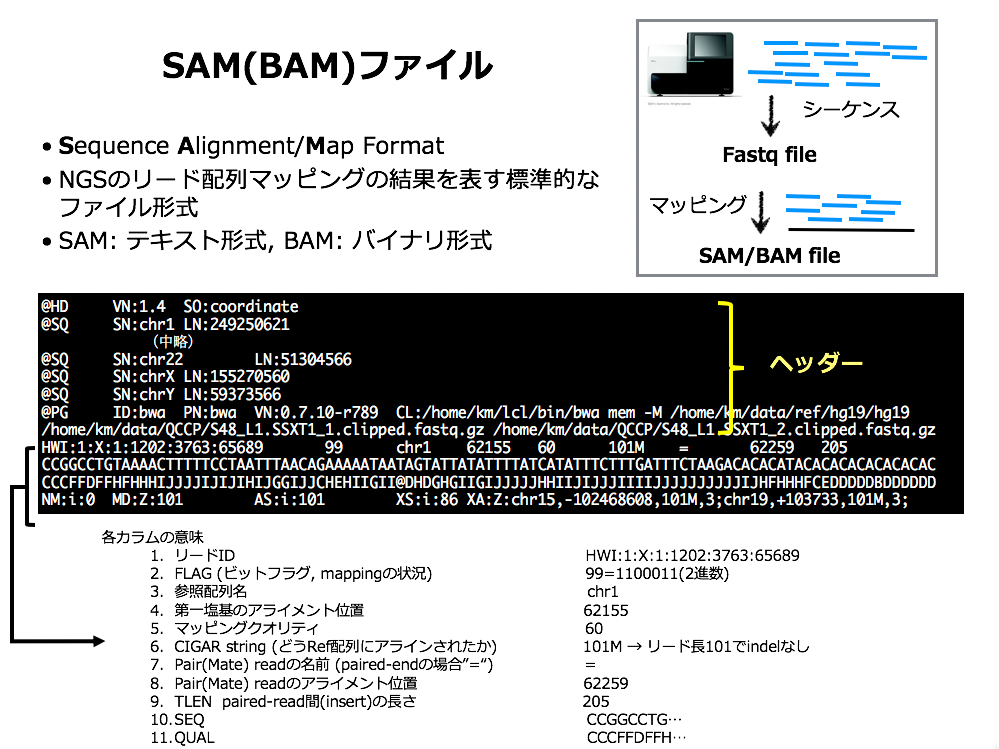 SAM(BAM)ファイル
• Sequence Alignment/Map Format
• NGSのリード配列マッピングの結果を表す標準的な
ファイル形式
• SAM: テキスト形式, BAM: バイナリ形式
シーケンス
Fastq file
マッピング
SAM/BAM file
@HD VN:1.4 SO:coordinate
@SQ SN:chr1 LN:249250621
(中略)
@SQ SN:chr22 LN:51304566
@SQ SN:chrX LN:155270560
@SQ SN:chrY LN:59373566
@PG ID:bwa PN:bwa VN:0.7.10-r789 CL:/home/km/lcl/bin/bwa mem -M /home/km/data/ref/hg19/hg19
/home/km/data/QCCP/S48_L1.SSXT1_1.clipped.fastq.gz /home/km/data/QCCP/S48_L1.SSXT1_2.clipped.fastq.gz
ヘッダー
HWI:1:X:1:1202:3763:65689 99 chr1 62155 60 101M = 62259 205
CCGGCCTGTAAAACTTTTTCCTAATTTAACAGAAAAATAATAGTATTATATTTTATCATATTTCTTTGATTTCTAAGACACACATACACACACACACACAC
CCCFFDFFHFHHHIJJJJIJIJIHIJGGIJJCHEHIIGII@DHDGHGIIGIJJJJJHHIIJIJJJIIIIJJJJJJJJJJIJHFHHHFCEDDDDDBDDDDDD
NM:i:0 MD:Z:101 AS:i:101 XS:i:86 XA:Z:chr15,-102468608,101M,3;chr19,+103733,101M,3;
各カラムの意味
1. リードID HWI:1:X:1:1202:3763:65689
2. FLAG (ビットフラグ, mappingの状況) 99=1100011(2進数)
3. 参照配列名 chr1
4. 第一塩基のアライメント位置 62155
5. マッピングクオリティ 60
6. CIGAR string (どうRef配列にアラインされたか) 101M → リード長101でindelなし
7. Pair(Mate) readの名前 (paired-endの場合"=") =
8. Pair(Mate) readのアライメント位置 62259
9. TLEN paired-read間(insert)の長さ 205
10. SEQ CCGGCCTG…
11. QUAL CCCFFDFFH…